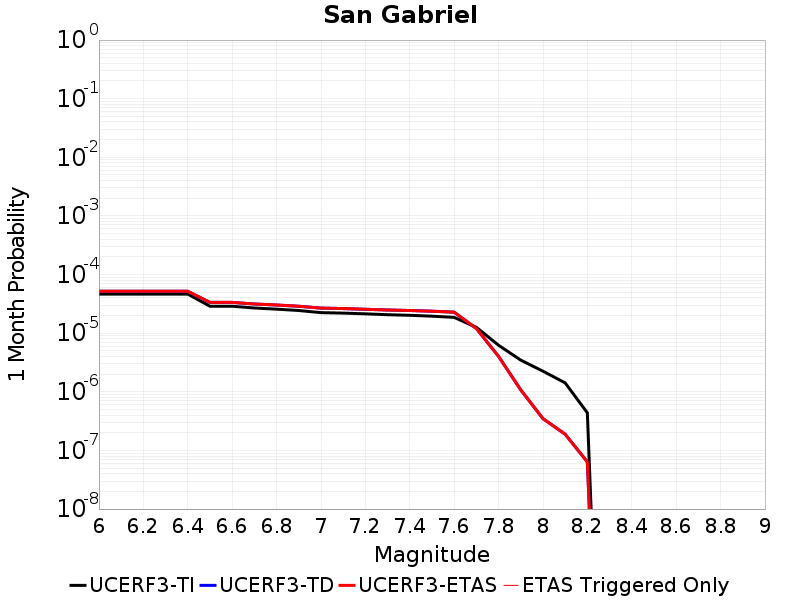 San Gabriel
1 Month Probability
10^0
10^-1
10^-2
10^-3
10^-4
10^-5
10^-6
10^-7
10^-8
6 6.2 6.4 6.6 6.8 7 7.2 7.4 7.6 7.8 8 8.2 8.4 8.6 8.8 9
Magnitude
UCERF3-TI UCERF3-TD UCERF3-ETAS ETAS Triggered Only